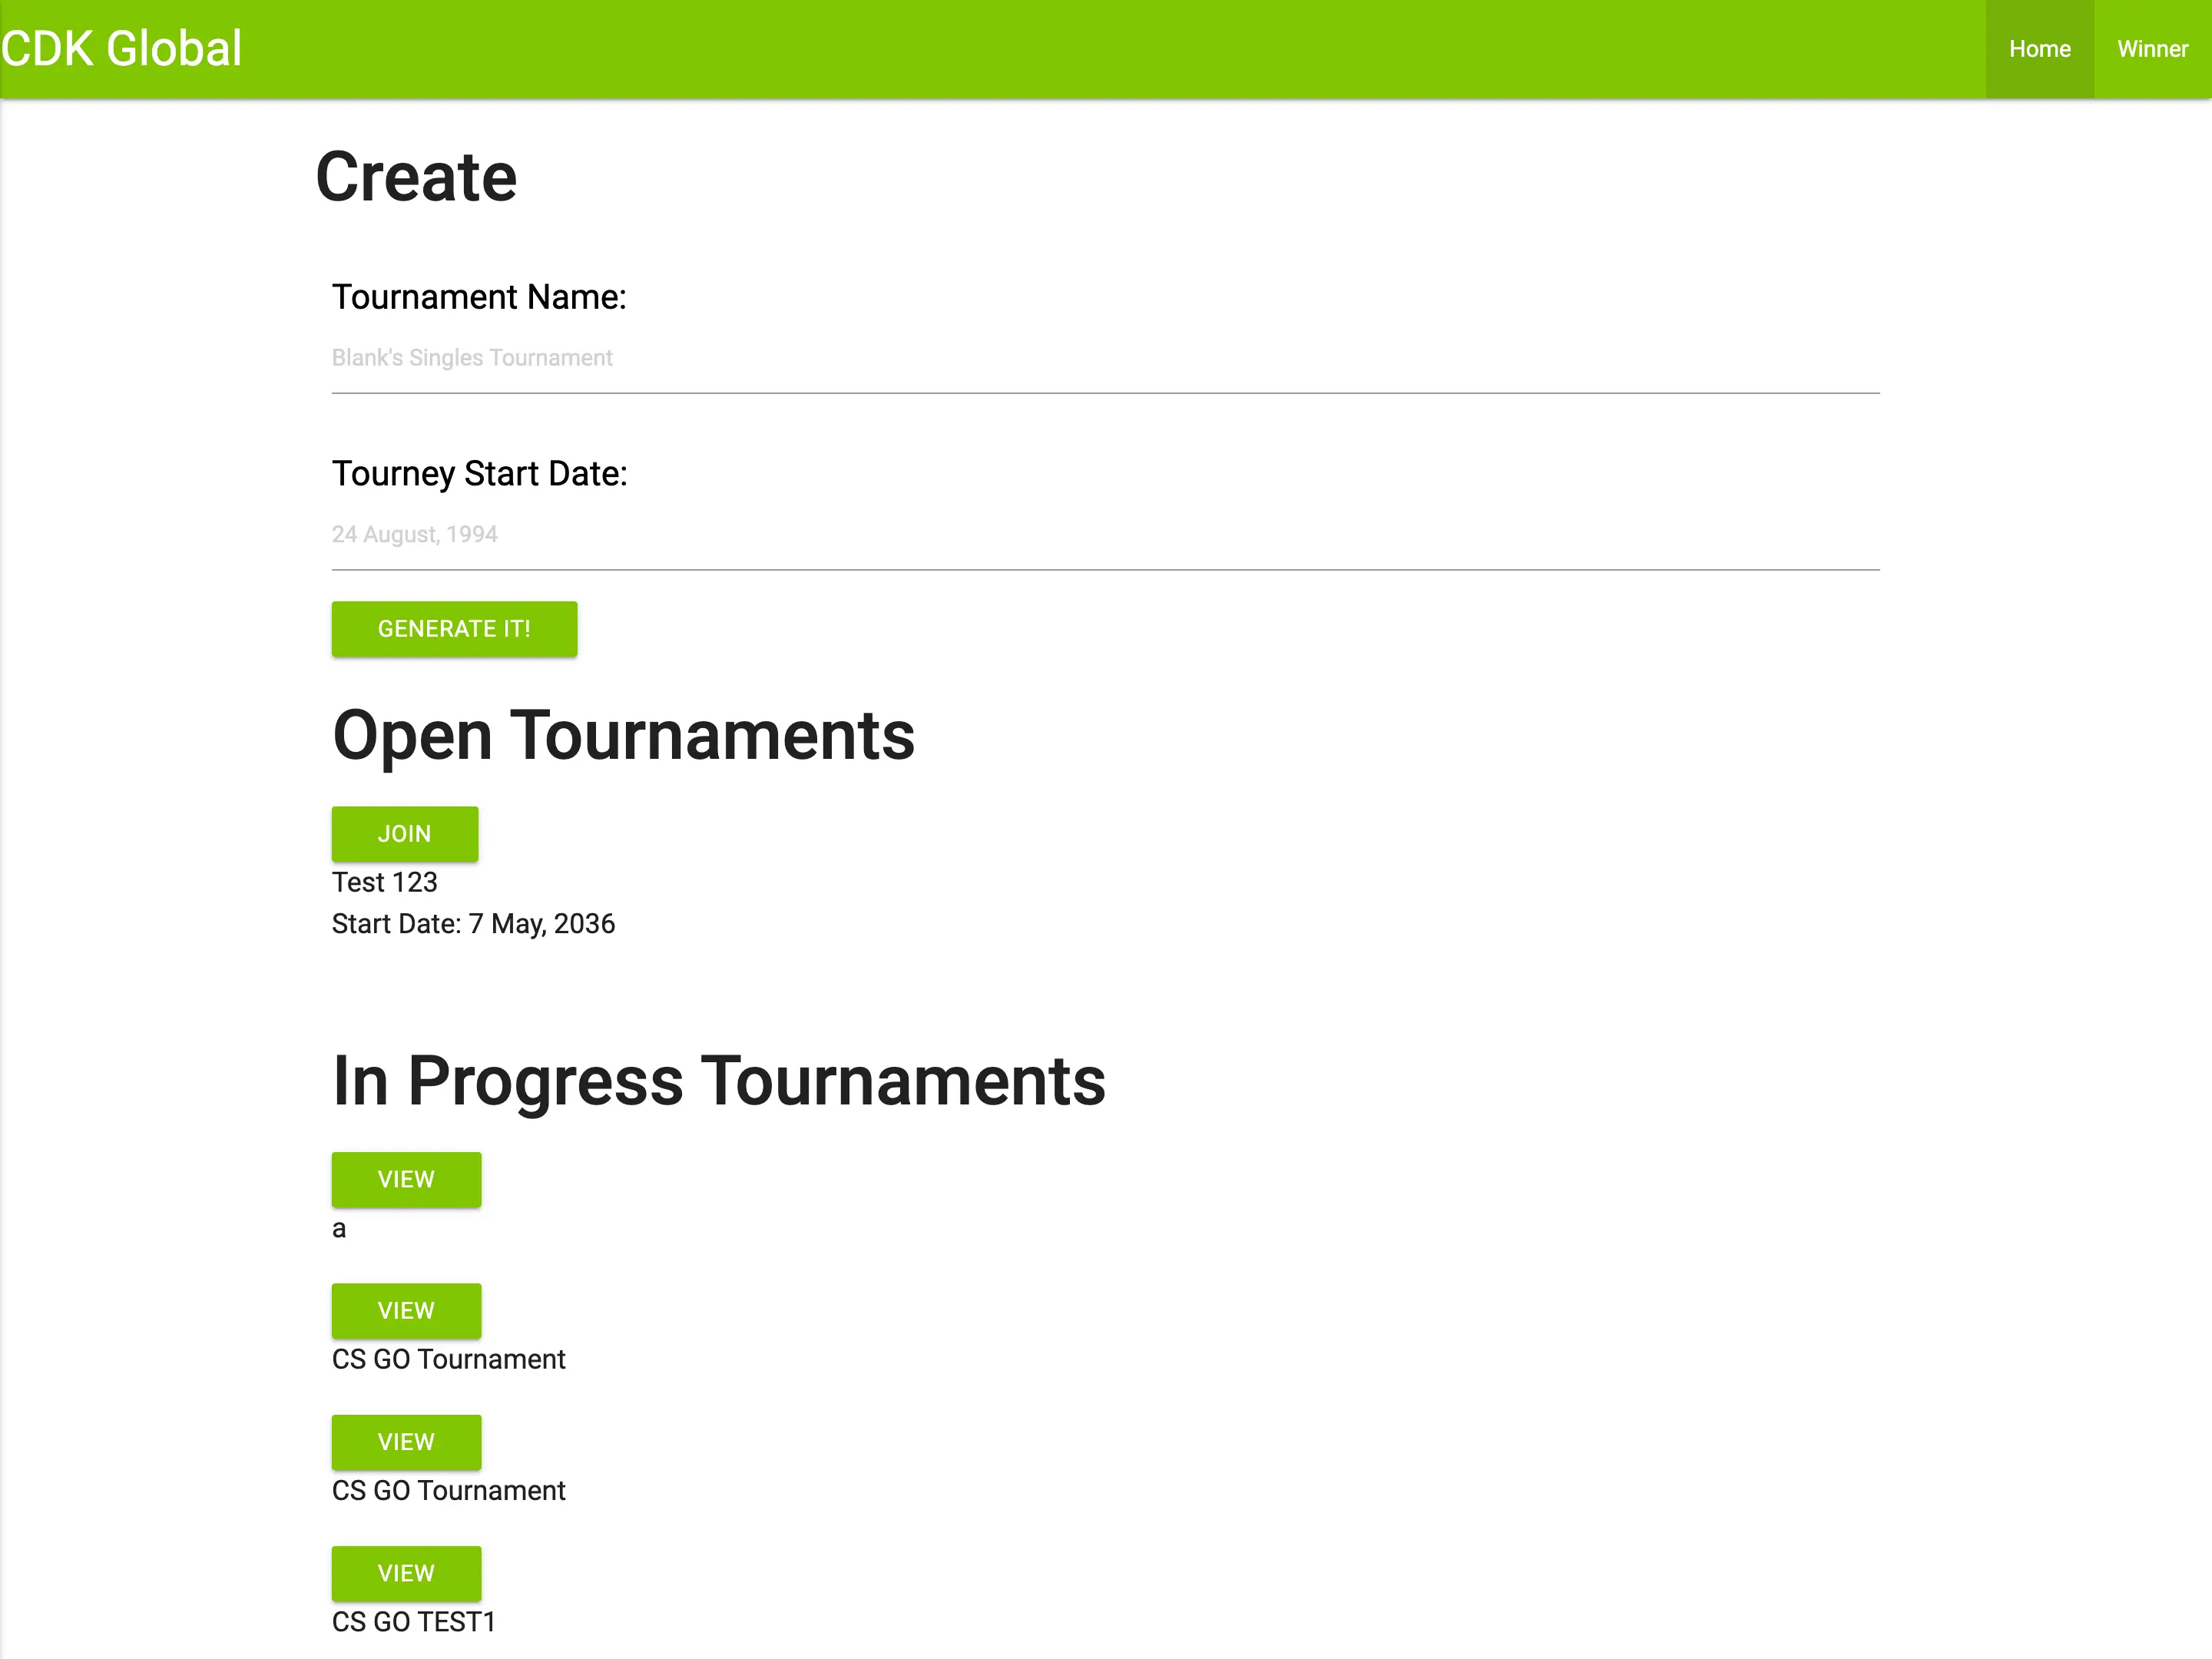 CDK Global
Home
Winner
Create
Tournament Name:
Blank's Singles Tournament
Tourney Start Date:
24 August, 1994
GENERATE IT!
Open Tournaments
JOIN
Test 123
Start Date: 7 May, 2036
In Progress Tournaments
VIEW
a
VIEW
CS GO Tournament
VIEW
CS GO Tournament
VIEW
CS GO TEST1